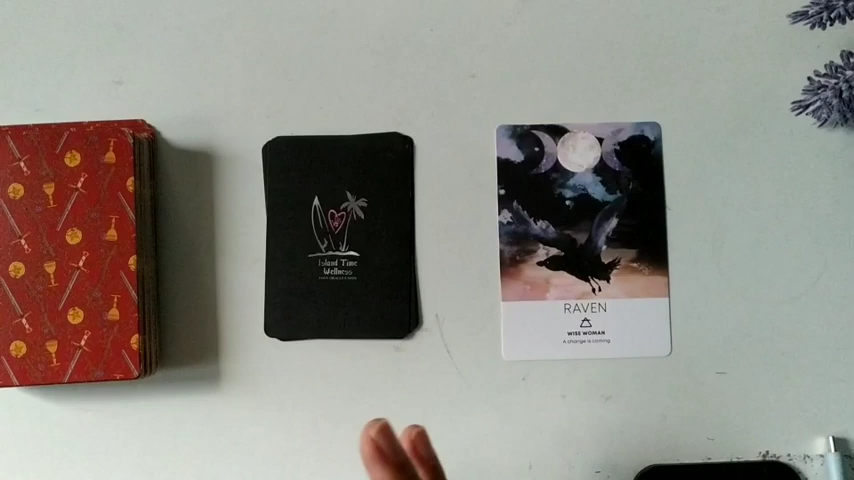 Island Time
Wellness
RAVEN
WISE WOMAN
A change is coming.